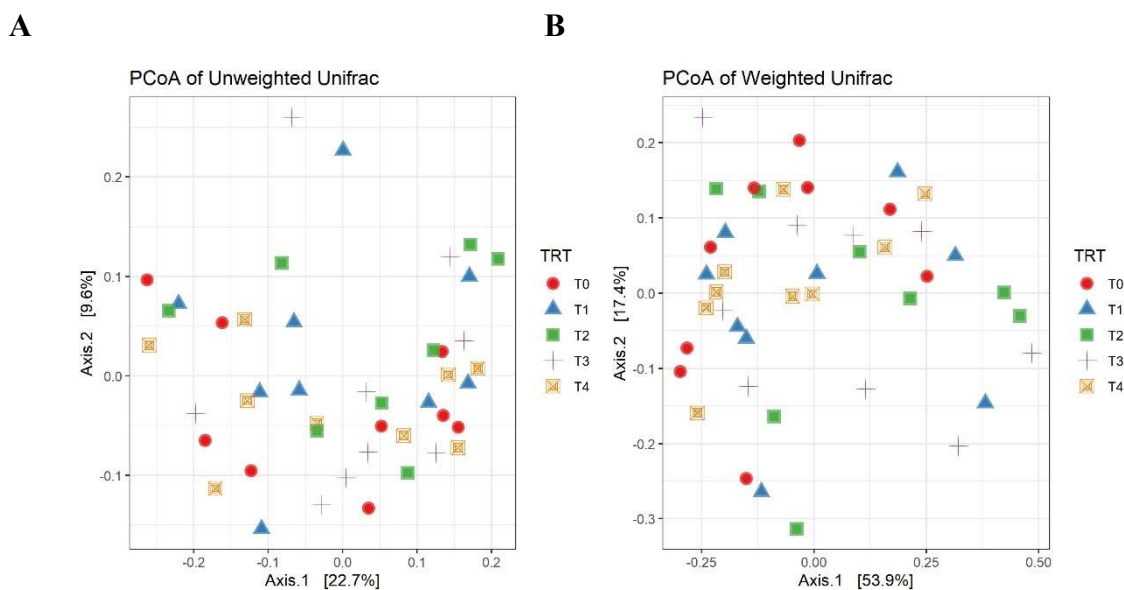 A
B
PCoA of Unweighted Unifrac
0.2
0.1
0.0
-0.1
Axis.2 [9.6%]
-0.2
-0.1
0.0
0.1
0.2
Axis.1 [22.7%]
TRT
T0
T1
T2
T3
T4
PCoA of Weighted Unifrac
0.2
0.1
0.0
-0.1
-0.2
-0.3
Axis.2 [17.4%]
-0.25
0.00
0.25
0.50
Axis.1 [53.9%]
TRT
T0
T1
T2
T3
T4